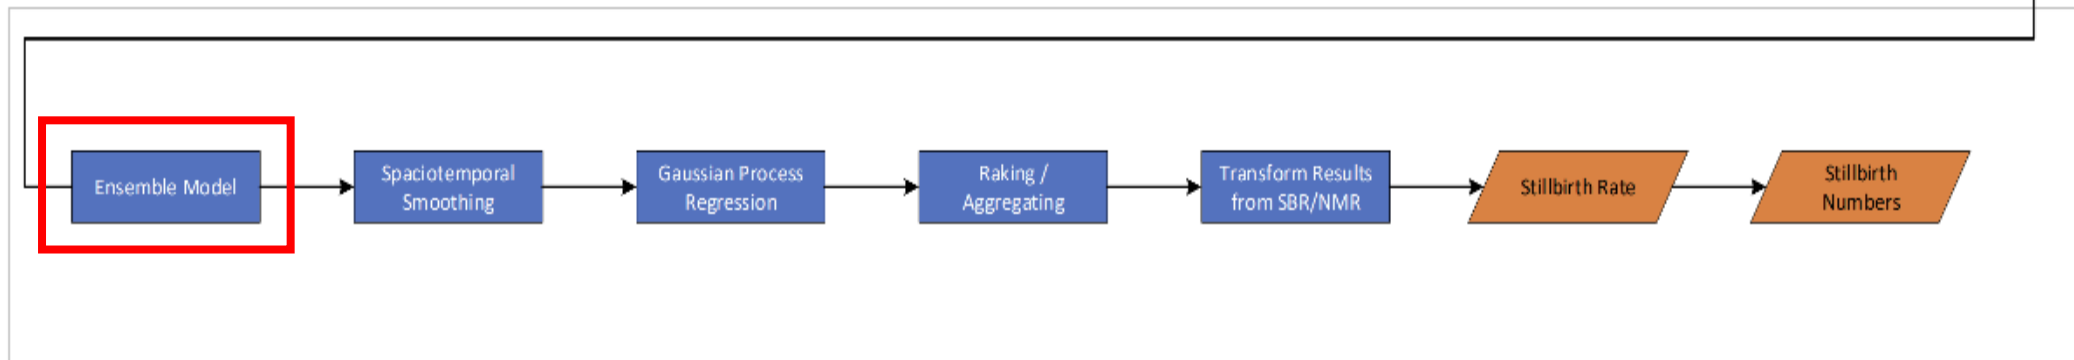 Ensemble Model
Spaciotemporal
Smoothing
Gaussian Process
Regression
Raking /
Aggregating
Transform Results
from SBR/NMR
Stillbirth Rate
Stillbirth
Numbers